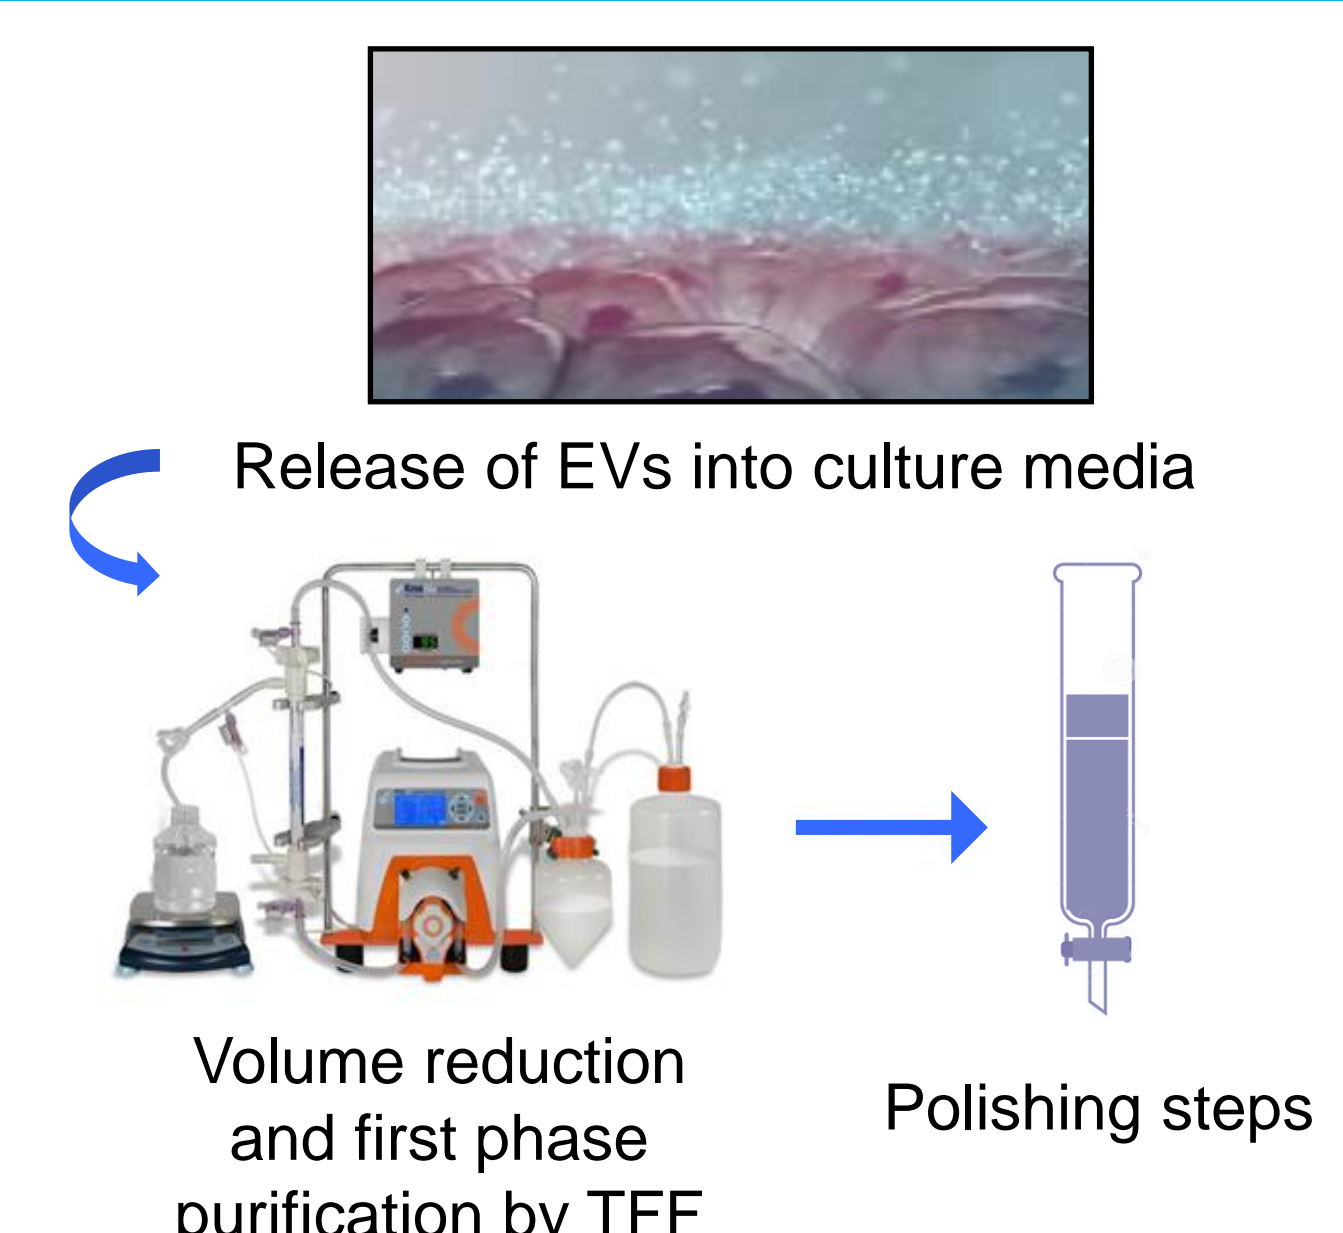 Release of EVs into culture media
Volume reduction
and first phase
purification by TFF
Polishing steps